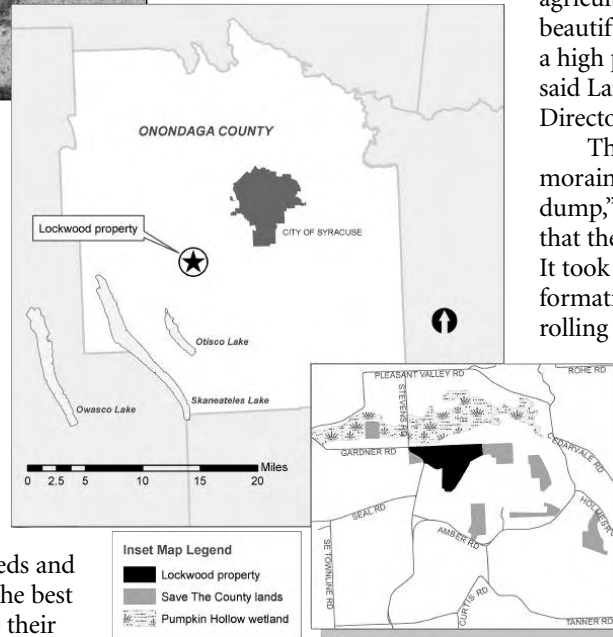 agricul
beautif
a high p
said La
Directo
Th
morain
dump,”
that the
It took
formati
rolling
ONONDAGA COUNTY
Lockwood property
CITY OF SYRACUSE
Otisco Lake
Skaneateles Lake
Owasco Lake
Miles
0 2.5 5 10 15 20
PLEASANT VALLEY RD
ROHE RD
STEVENS RD
GARDNER RD
CEDARVALE RD
SEAL RD
AMBER RD
SE TOWNLINE RD
CURTIS RD
TANNER RD
Inset Map Legend
Lockwood property
Save The County lands
Pumpkin Hollow wetland
eds and
he best
their